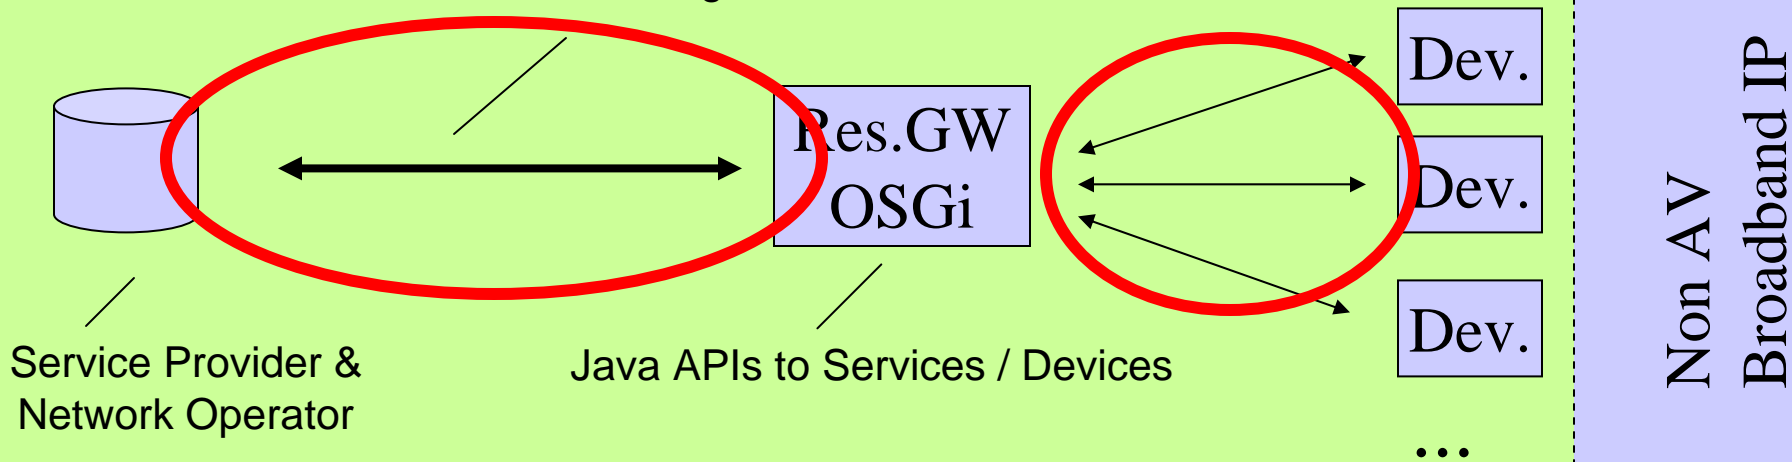 Dev.
Res.GW
OSGi
Dev.
Dev.
Service Provider &
Network Operator
Java APIs to Services / Devices
...
Non AV
Broadband IP